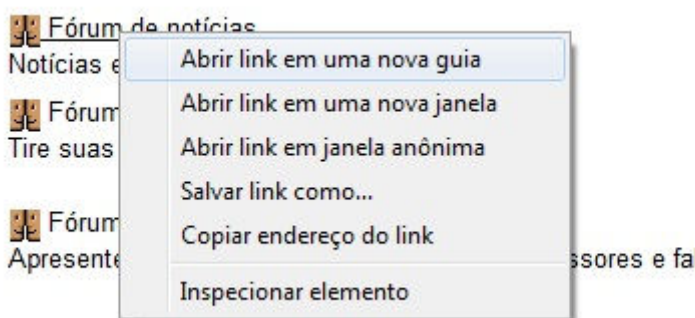 Fórum de notícias
Notícias e
Abrir link em uma nova guia
Abrir link em uma nova janela
Fórum
Tire suas
Abrir link em janela anônima
Salvar link como...
Fórum
Copiar endereço do link
Apresente
ssores e fal
Inspecionar elemento